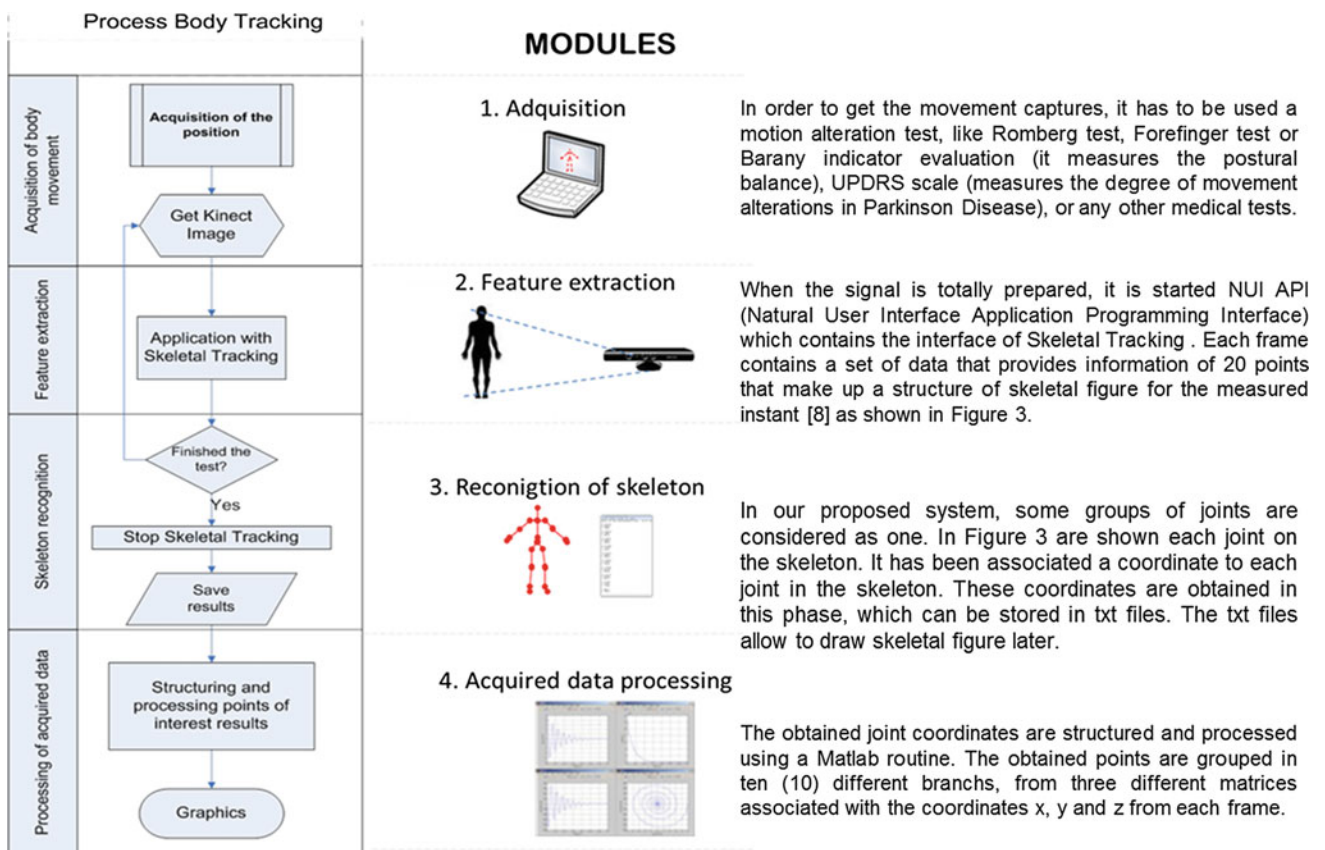 Process Body Tracking
MODULES
Acquisition of body
movement
Acquisition of the
position
Get Kinect
Image
1. Adquisition
In order to get the movement captures, it has to be used a
motion alteration test, like Romberg test, Forefinger test or
Barany indicator evaluation (it measures the postural
balance), UPDRS scale (measures the degree of movement
alterations in Parkinson Disease), or any other medical tests.
Feature extraction
Application with
Skeletal Tracking
2. Feature extraction
When the signal is totally prepared, it is started NUI API
(Natural User Interface Application Programming Interface)
which contains the interface of Skeletal Tracking . Each frame
contains a set of data that provides information of 20 points
that make up a structure of skeletal figure for the measured
instant [8] as shown in Figure 3.
Skeleton recognition
Finished the
test?
Yes
Stop Skeletal Tracking
Save
results
3. Reconigtion of skeleton
In our proposed system, some groups of joints are
considered as one. In Figure 3 are shown each joint on
the skeleton. It has been associated a coordinate to each
joint in the skeleton. These coordinates are obtained in
this phase, which can be stored in txt files. The txt files
allow to draw skeletal figure later.
Processing of acquired data
Structuring and
processing points of
interest results
Graphics
4. Acquired data processing
The obtained joint coordinates are structured and processed
using a Matlab routine. The obtained points are grouped in
ten (10) different branchs, from three different matrices
associated with the coordinates x, y and z from each frame.